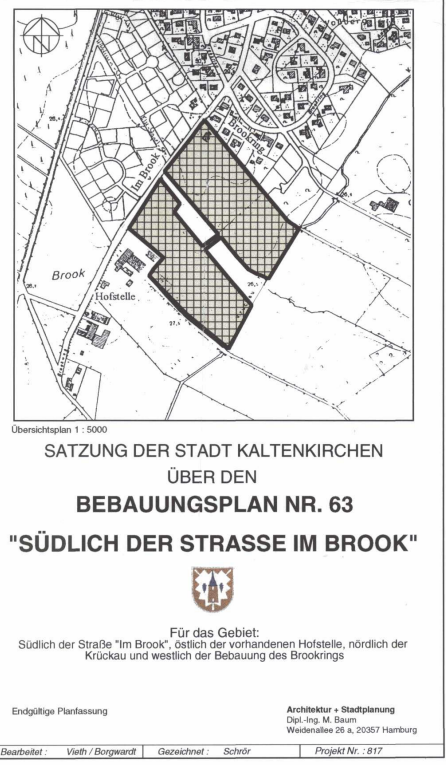 Brookring
Im Brook
Brook
Hofstelle
Übersichtsplan 1 : 5000
SATZUNG DER STADT KALTENKIRCHEN
ÜBER DEN
BEBAUUNGSPLAN NR. 63
"SÜDLICH DER STRASSE IM BROOK"
Für das Gebiet:
Südlich der Straße "Im Brook", östlich der vorhandenen Hofstelle, nördlich der
Krückau und westlich der Bebauung des Brookrings
Endgültige Planfassung
Architektur + Stadtplanung
Dipl.-Ing. M. Baum
Weidenallee 26 a, 20357 Hamburg
Bearbeitet : Vieth / Borgwardt Gezeichnet : Schrör Projekt Nr. : 817